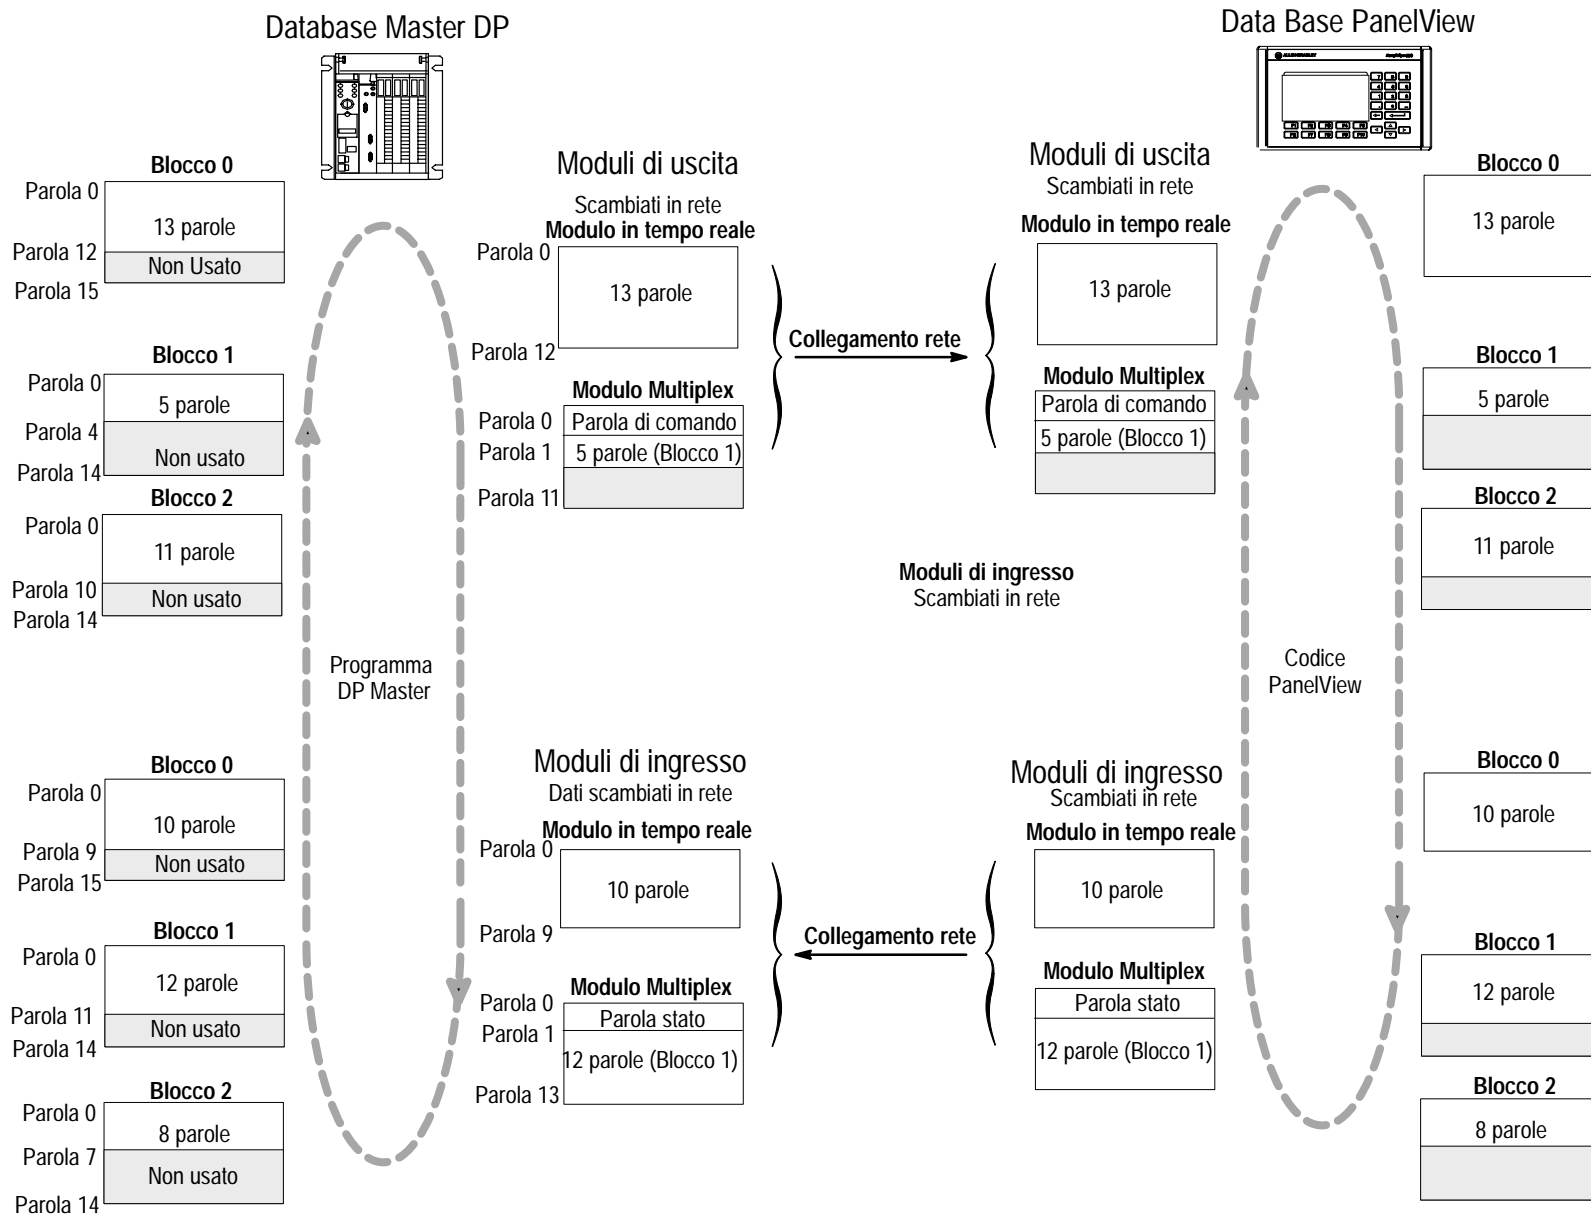 Database Master DP
Data Base PanelView
Blocco 0
Parola 0
13 parole
Parola 12
Non Usato
Parola 15
Blocco 1
Parola 0
5 parole
Parola 4
Non usato
Parola 14
Blocco 2
Parola 0
11 parole
Parola 10
Non usato
Parola 14
Programma
DP Master
Blocco 0
Parola 0
10 parole
Parola 9
Non usato
Parola 15
Blocco 1
Parola 0
12 parole
Parola 11
Non usato
Parola 14
Blocco 2
Parola 0
8 parole
Parola 7
Non usato
Parola 14
Moduli di uscita
Scambiati in rete
Modulo in tempo reale
Parola 0
13 parole
Parola 12
Modulo Multiplex
Parola 0
Parola di comando
Parola 1
5 parole (Blocco 1)
Parola 11
Collegamento rete
Moduli di uscita
Scambiati in rete
Modulo in tempo reale
13 parole
Modulo Multiplex
Parola di comando
5 parole (Blocco 1)
Moduli di ingresso
Scambiati in rete
Moduli di ingresso
Dati scambiati in rete
Modulo in tempo reale
Parola 0
10 parole
Parola 9
Modulo Multiplex
Parola 0
Parola stato
Parola 1
12 parole (Blocco 1)
Parola 13
Collegamento rete
Moduli di ingresso
Scambiati in rete
Modulo in tempo reale
10 parole
Modulo Multiplex
Parola stato
12 parole (Blocco 1)
Codice
PanelView
Blocco 0
13 parole
Blocco 1
5 parole
Blocco 2
11 parole
Blocco 0
10 parole
Blocco 1
12 parole
Blocco 2
8 parole